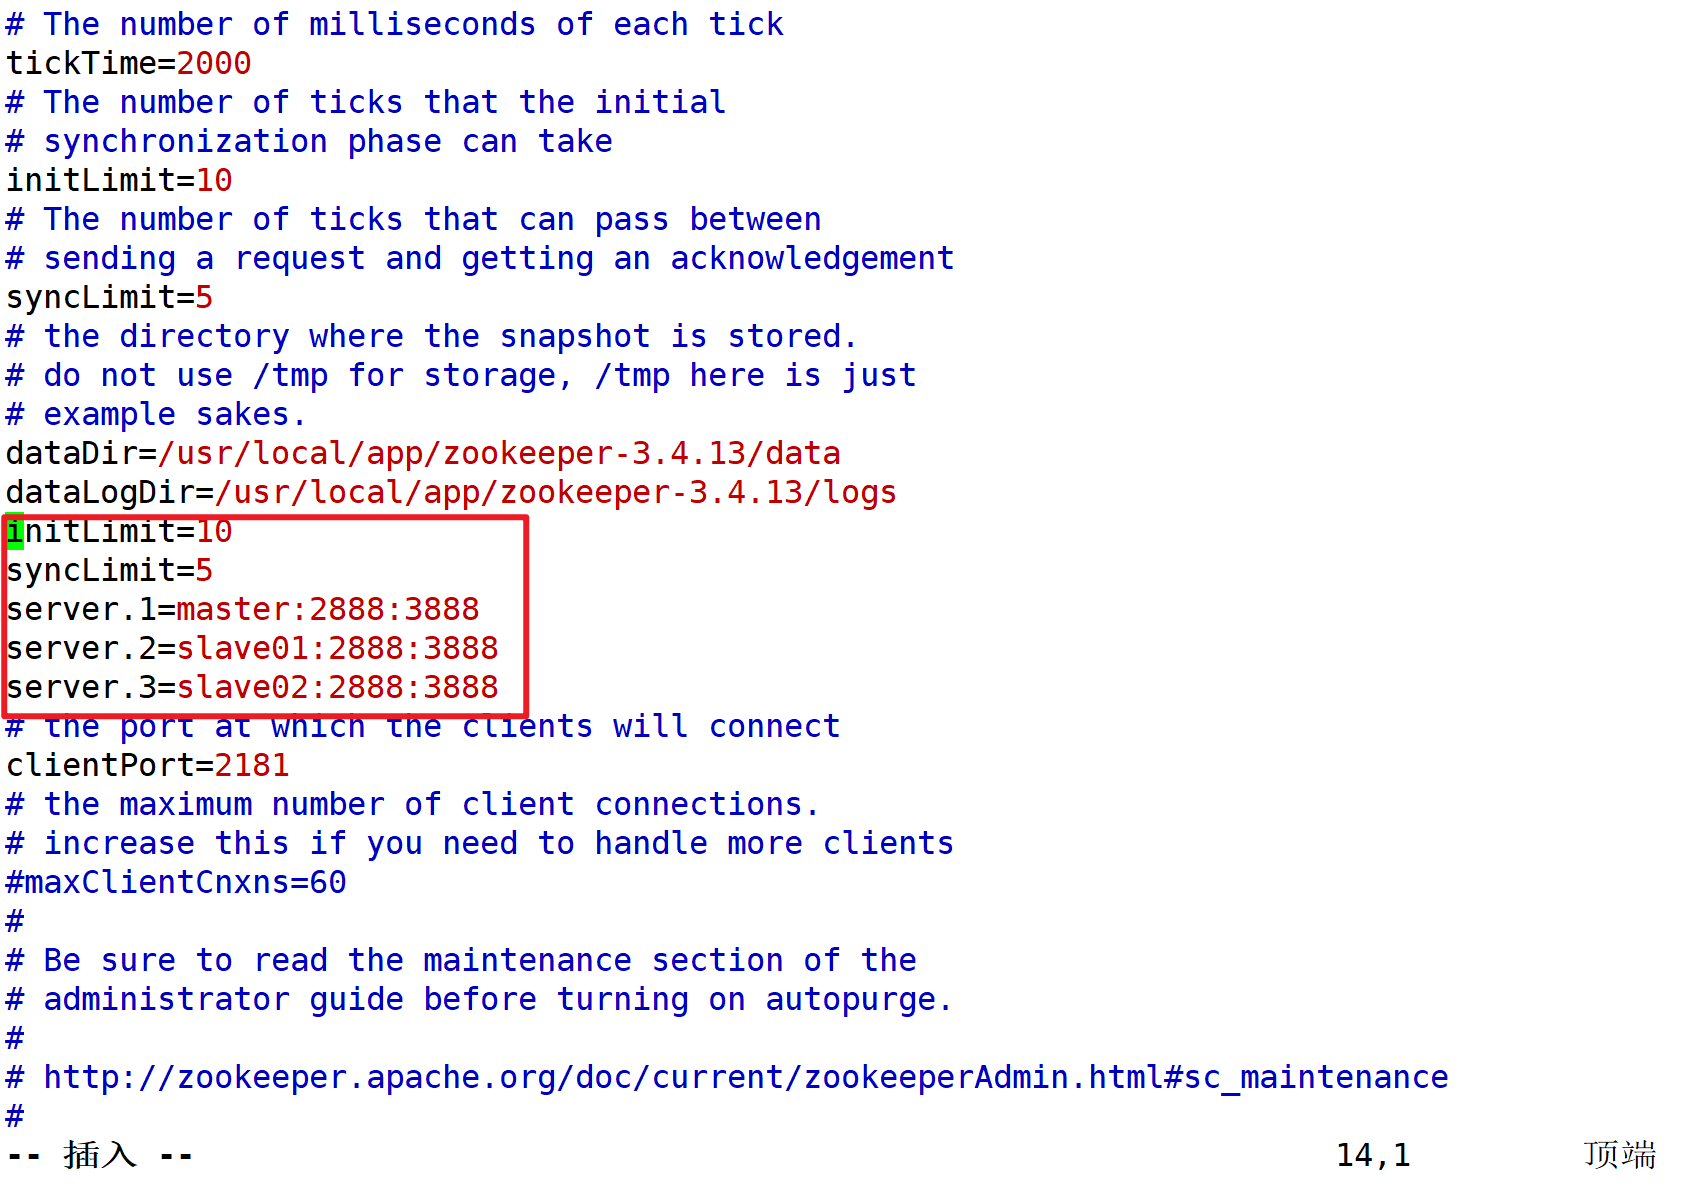 # The number of milliseconds of each tick
tickTime=2000
# The number of ticks that the initial
# synchronization phase can take
initLimit=10
# The number of ticks that can pass between
# sending a request and getting an acknowledgement
syncLimit=5
# the directory where the snapshot is stored.
# do not use /tmp for storage, /tmp here is just
# example sakes.
dataDir=/usr/local/app/zookeeper-3.4.13/data
dataLogDir=/usr/local/app/zookeeper-3.4.13/logs
initLimit=10
syncLimit=5
server.1=master:2888:3888
server.2=slave01:2888:3888
server.3=slave02:2888:3888
# the port at which the clients will connect
clientPort=2181
# the maximum number of client connections.
# increase this if you need to handle more clients
#maxClientCnxns=60
#
# Be sure to read the maintenance section of the
# administrator guide before turning on autopurge.
#
# http://zookeeper.apache.org/doc/current/zookeeperAdmin.html#sc_maintenance
#
-- 插入 -- 14,1 顶端